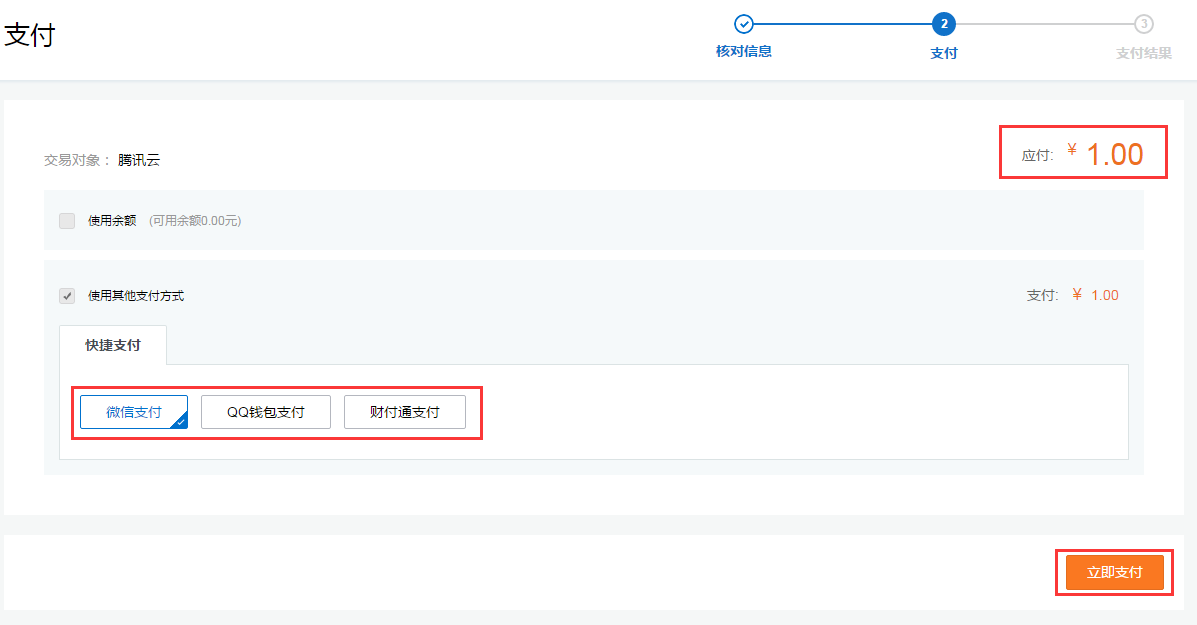 支付
2
3
核对信息
支付
支付结果
交易对象： 腾讯云
应付: ¥ 1.00
使用余额 (可用余额0.00元)
使用其他支付方式
支付: ¥ 1.00
快捷支付
微信支付 QQ钱包支付 财付通支付
立即支付